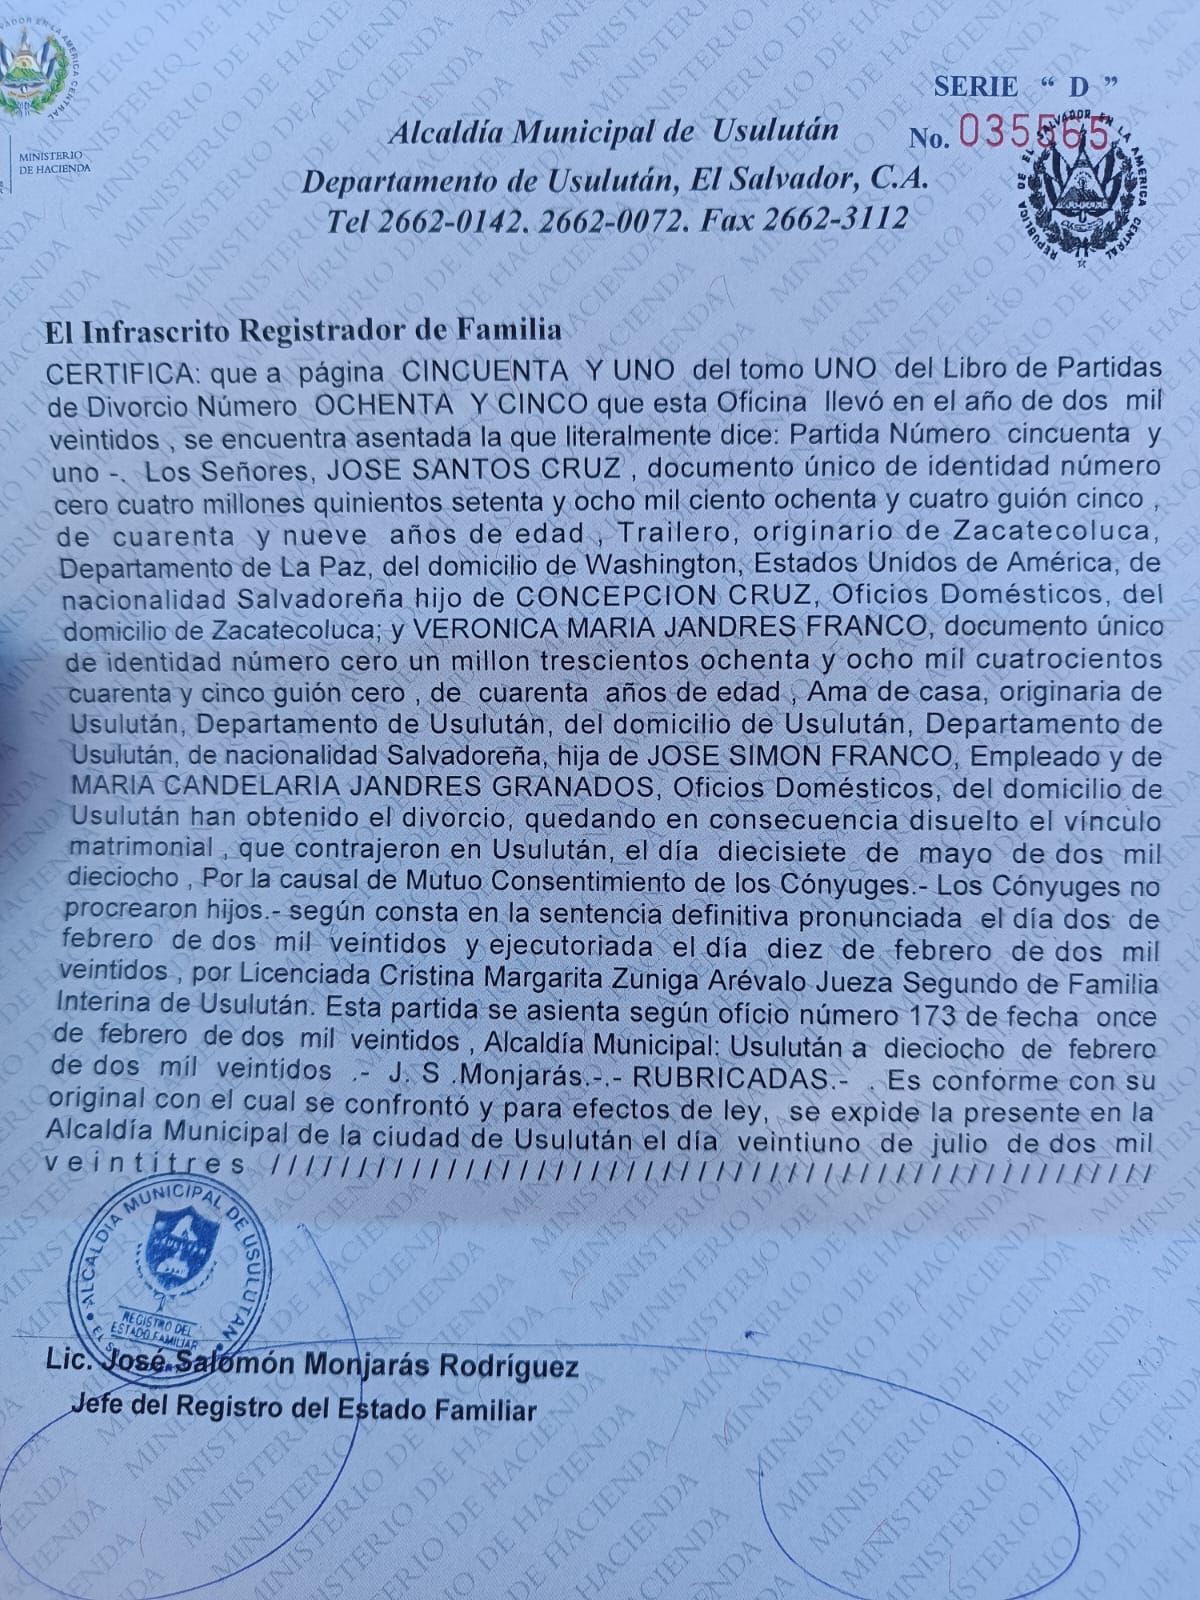 SALVADOR EN LA AMERICA CENTRAL
MINISTERIO
DE HACIENDA
SERIE “ D ”
No. 035565
REPUBLICA DE EL SALVADOR EN LA AMERICA CENTRAL
Alcaldía Municipal de Usulután
Departamento de Usulután, El Salvador, C.A.
Tel 2662-0142. 2662-0072. Fax 2662-3112
El Infrascrito Registrador de Familia
CERTIFICA: que a página CINCUENTA Y UNO del tomo UNO del Libro de Partidas
de Divorcio Número OCHENTA Y CINCO que esta Oficina llevó en el año de dos mil
veintidos , se encuentra asentada la que literalmente dice: Partida Número cincuenta y
uno -. Los Señores, JOSE SANTOS CRUZ , documento único de identidad número
cero cuatro millones quinientos setenta y ocho mil ciento ochenta y cuatro guión cinco ,
de cuarenta y nueve años de edad , Trailero, originario de Zacatecoluca,
Departamento de La Paz, del domicilio de Washington, Estados Unidos de América, de
nacionalidad Salvadoreña hijo de CONCEPCION CRUZ, Oficios Domésticos, del
domicilio de Zacatecoluca; y VERONICA MARIA JANDRES FRANCO, documento único
de identidad número cero un millon trescientos ochenta y ocho mil cuatrocientos
cuarenta y cinco guión cero , de cuarenta años de edad , Ama de casa, originaria de
Usulután, Departamento de Usulután, del domicilio de Usulután, Departamento de
Usulután, de nacionalidad Salvadoreña, hija de JOSE SIMON FRANCO, Empleado y de
MARIA CANDELARIA JANDRES GRANADOS, Oficios Domésticos, del domicilio de
Usulután han obtenido el divorcio, quedando en consecuencia disuelto el vínculo
matrimonial , que contrajeron en Usulután, el día diecisiete de mayo de dos mil
dieciocho , Por la causal de Mutuo Consentimiento de los Cónyuges.- Los Cónyuges no
procrearon hijos.- según consta en la sentencia definitiva pronunciada el día dos de
febrero de dos mil veintidos y ejecutoriada el día diez de febrero de dos mil
veintidos , por Licenciada Cristina Margarita Zuniga Arévalo Jueza Segundo de Familia
Interina de Usulután. Esta partida se asienta según oficio número 173 de fecha once
de febrero de dos mil veintidos , Alcaldía Municipal: Usulután a dieciocho de febrero
de dos mil veintidos .- J. S .Monjarás.-.- RUBRICADAS.- . Es conforme con su
original con el cual se confrontó y para efectos de ley, se expide la presente en la
Alcaldía Municipal de la ciudad de Usulután el día veintiuno de julio de dos mil
veintitres ////////////////////////////////////////////////////////////
ALCALDIA MUNICIPAL DE USULUTAN
REGISTRO DEL
ESTADO FAMILIAR
Lic. José Salomón Monjarás Rodríguez
Jefe del Registro del Estado Familiar